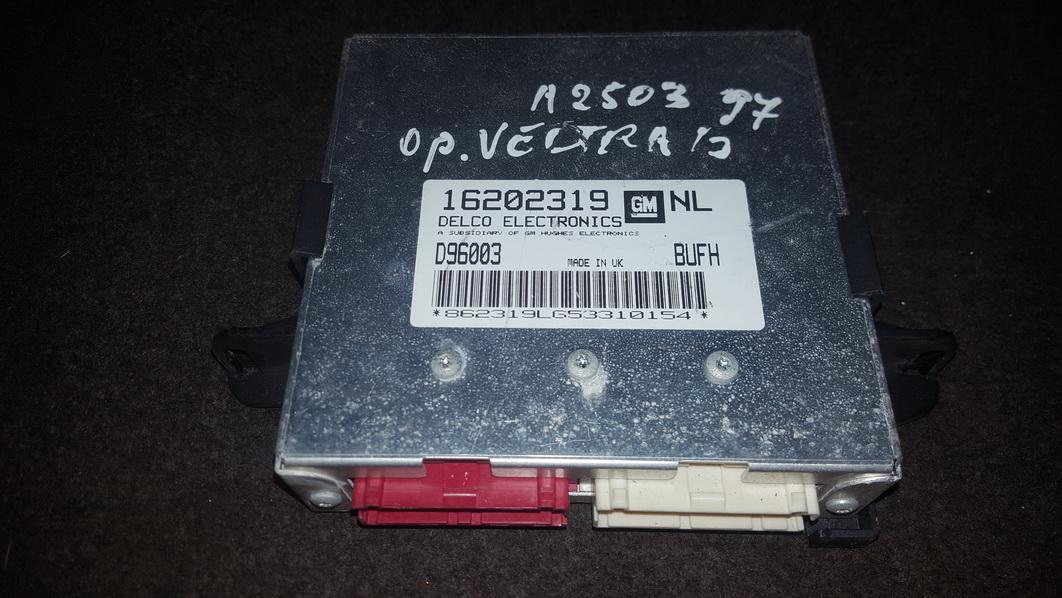 A2503 97
Op. VECTRA B
16202319 GM NL
DELCO ELECTRONICS
A SUBSIDIARY OF GM HUGHES ELECTRONICS
D96003 MADE IN UK BUFH
*862319LG53310154*